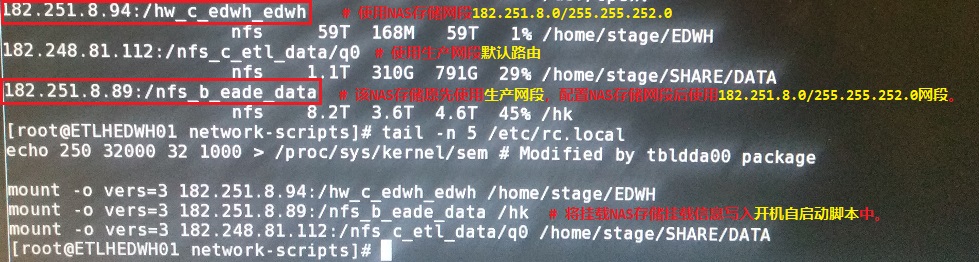 182.251.8.94:/hw_c_edwh_edwh # 使用NAS存储网段182.251.8.0/255.255.252.0
nfs 59T 168M 59T 1% /home/stage/EDWH
182.248.81.112:/nfs_c_etl_data/q0 # 使用生产网段默认路由
nfs 1.1T 310G 791G 29% /home/stage/SHARE/DATA
182.251.8.89:/nfs_b_eade_data # 该NAS存储原先使用生产网段，配置NAS存储网段后使用182.251.8.0/255.255.252.0网段。
nfs 8.2T 3.6T 4.6T 45% /hk
[root@ETLHEDWH01 network-scripts]# tail -n 5 /etc/rc.local
echo 250 32000 32 1000 > /proc/sys/kernel/sem # Modified by tbldda00 package
mount -o vers=3 182.251.8.94:/hw_c_edwh_edwh /home/stage/EDWH
mount -o vers=3 182.251.8.89:/nfs_b_eade_data /hk # 将挂载NAS存储挂载信息写入开机自启动脚本中。
mount -o vers=3 182.248.81.112:/nfs_c_etl_data/q0 /home/stage/SHARE/DATA
[root@ETLHEDWH01 network-scripts]#